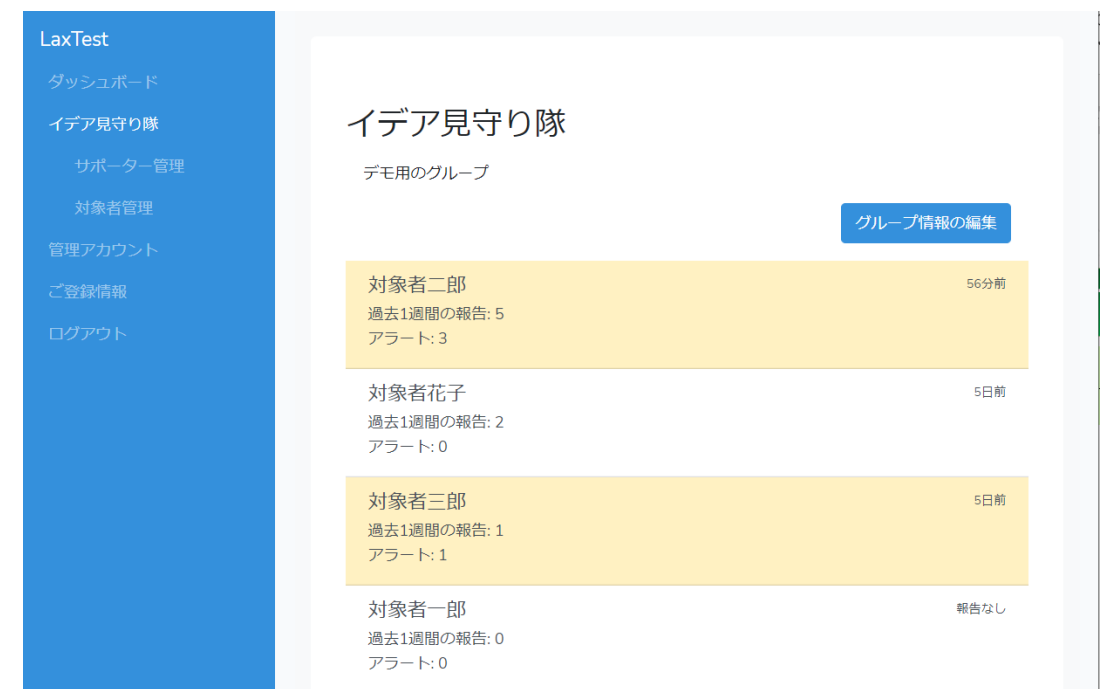 LaxTest
ダッシュボード
イデア見守り隊
サポーター管理
対象者管理
管理アカウント
ご登録情報
ログアウト
イデア見守り隊
デモ用のグループ
グループ情報の編集
対象者二郎
56分前
過去1週間の報告: 5
アラート: 3
対象者花子
5日前
過去1週間の報告: 2
アラート: 0
対象者三郎
5日前
過去1週間の報告: 1
アラート: 1
対象者一郎
報告なし
過去1週間の報告: 0
アラート: 0